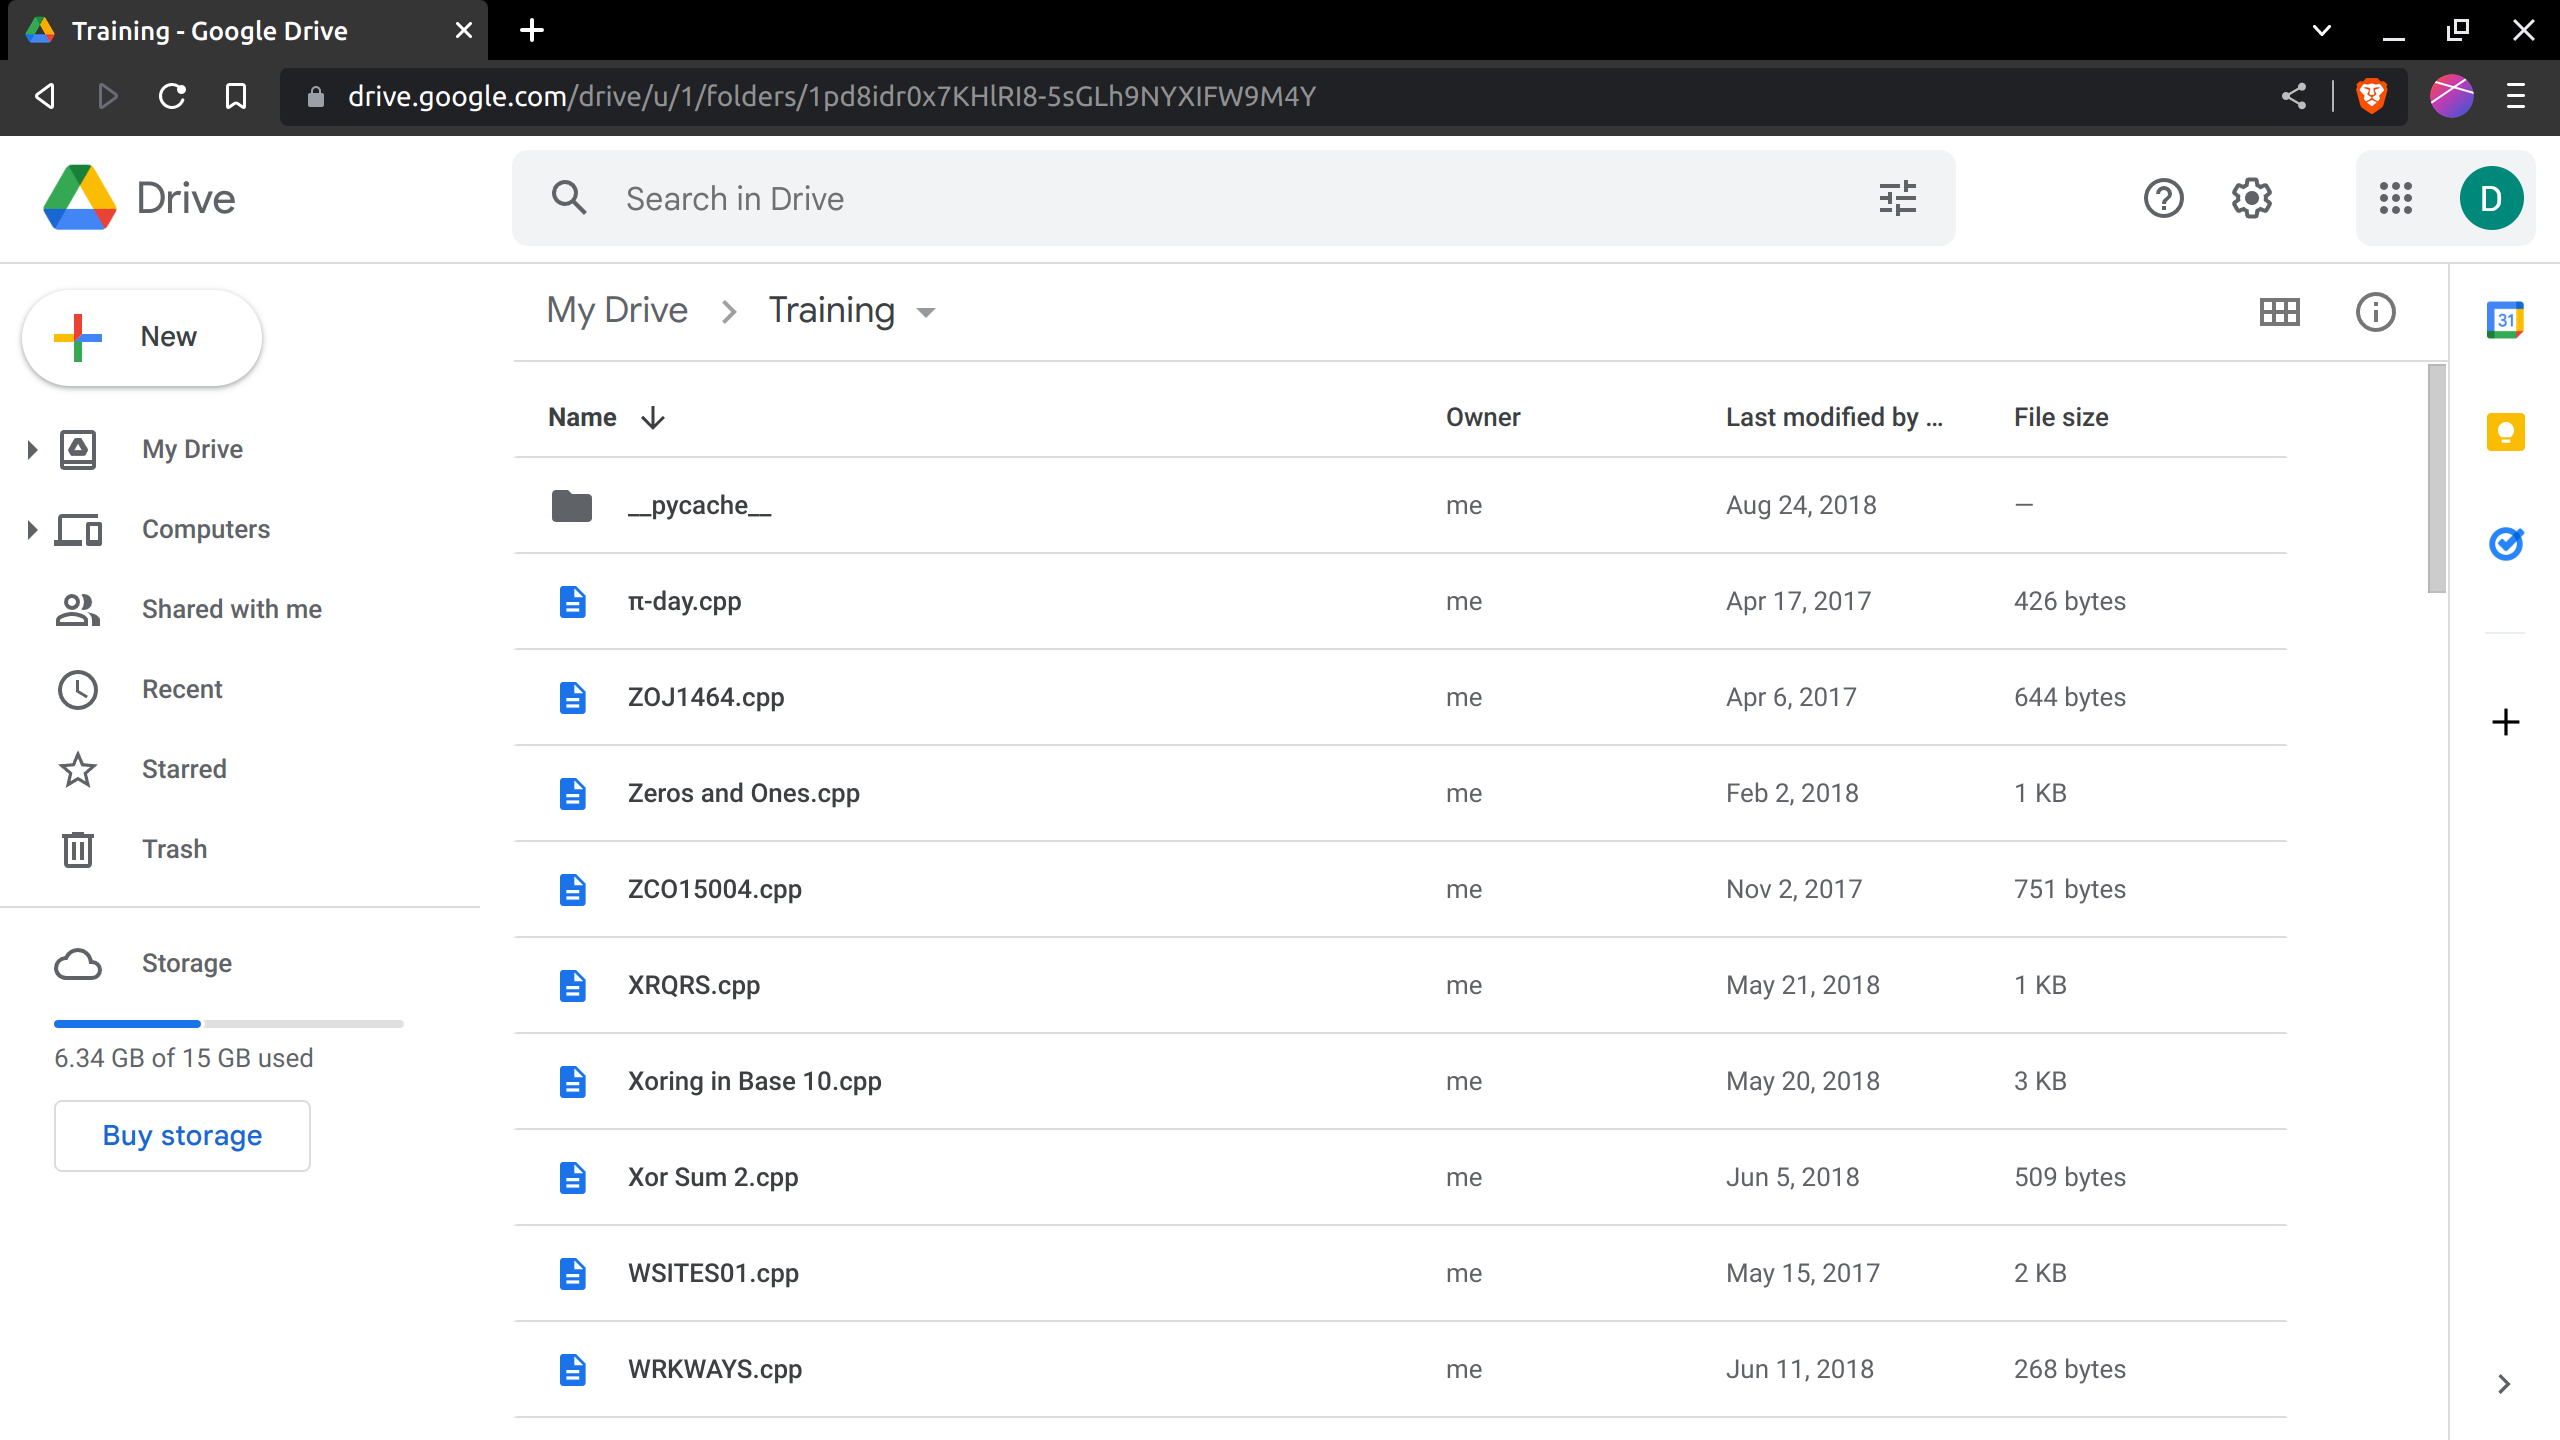 Training - Google Drive
drive.google.com/drive/u/1/folders/1pd8idr0x7KHlRI8-5sGLh9NYXIFW9M4Y
Drive
Search in Drive
D
New
My Drive
Computers
Shared with me
Recent
Starred
Trash
Storage
6.34 GB of 15 GB used
Buy storage
My Drive Training
Name Owner Last modified by ... File size
__pycache__ me Aug 24, 2018 —
π-day.cpp me Apr 17, 2017 426 bytes
ZOJ1464.cpp me Apr 6, 2017 644 bytes
Zeros and Ones.cpp me Feb 2, 2018 1 KB
ZCO15004.cpp me Nov 2, 2017 751 bytes
XRQRS.cpp me May 21, 2018 1 KB
Xoring in Base 10.cpp me May 20, 2018 3 KB
Xor Sum 2.cpp me Jun 5, 2018 509 bytes
WSITES01.cpp me May 15, 2017 2 KB
WRKWAYS.cpp me Jun 11, 2018 268 bytes
31